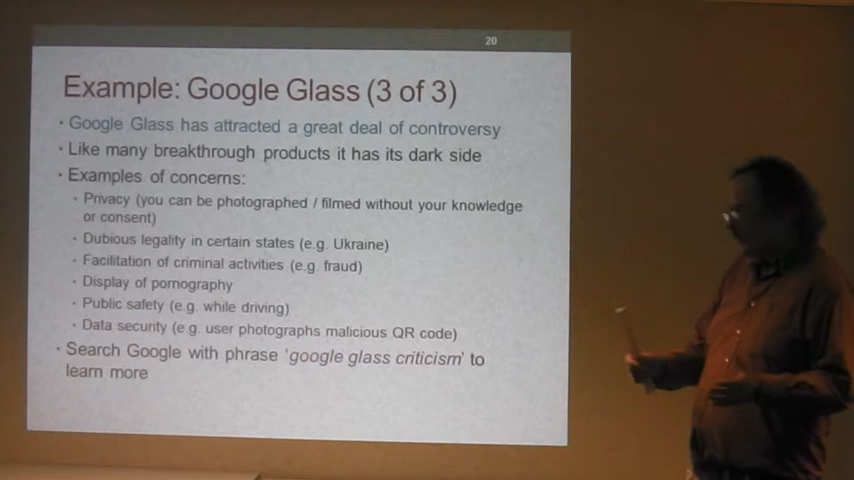 20
Example: Google Glass (3 of 3)
• Google Glass has attracted a great deal of controversy
• Like many breakthrough products it has its dark side
• Examples of concerns:
• Privacy (you can be photographed / filmed without your knowledge
or consent)
• Dubious legality in certain states (e.g. Ukraine)
• Facilitation of criminal activities (e.g. fraud)
• Display of pornography
• Public safety (e.g. while driving)
• Data security (e.g. user photographs malicious QR code)
• Search Google with phrase 'google glass criticism' to
learn more